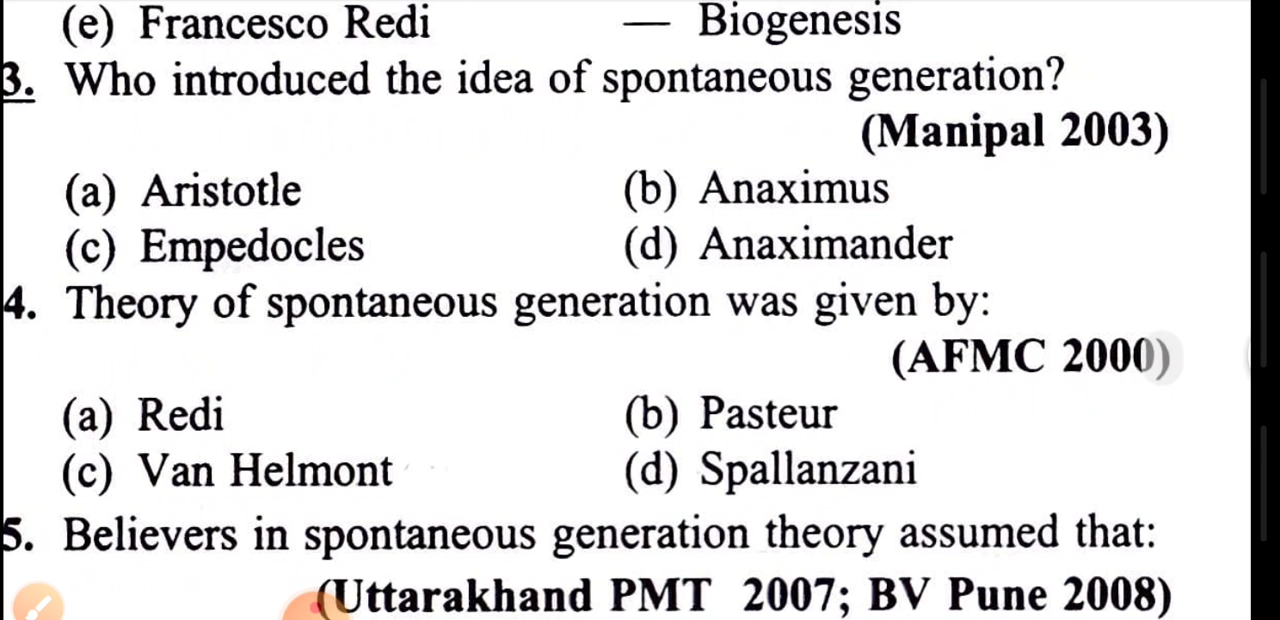 (e) Francesco Redi — Biogenesis
3. Who introduced the idea of spontaneous generation?
(Manipal 2003)
(a) Aristotle (b) Anaximus
(c) Empedocles (d) Anaximander
4. Theory of spontaneous generation was given by:
(AFMC 2000)
(a) Redi (b) Pasteur
(c) Van Helmont (d) Spallanzani
5. Believers in spontaneous generation theory assumed that:
(Uttarakhand PMT 2007; BV Pune 2008)